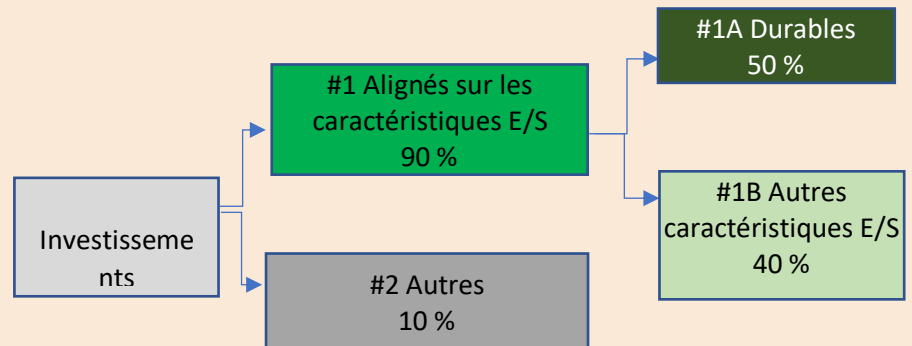 #1A Durables
50 %
#1 Alignés sur les
caractéristiques E/S
90 %
#1B Autres
caractéristiques E/S
40 %
Investisseme
nts
#2 Autres
10 %